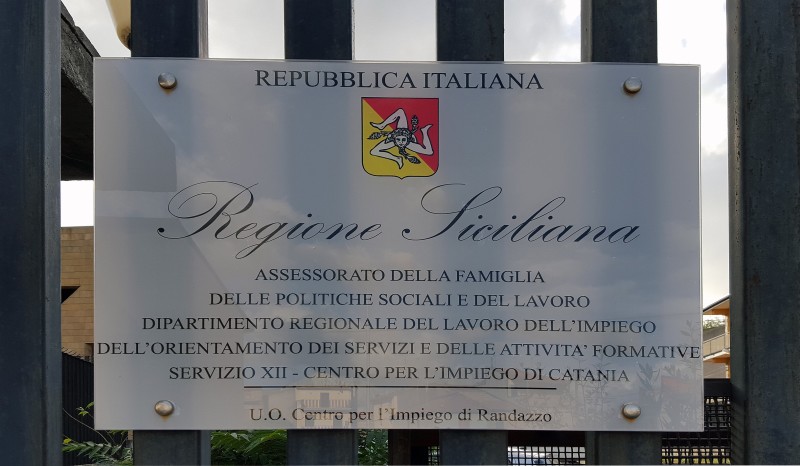 REPUBBLICA ITALIANA
Regione Siciliana
ASSESSORATO DELLA FAMIGLIA
DELLE POLITICHE SOCIALI E DEL LAVORO
DIPARTIMENTO REGIONALE DEL LAVORO DELL'IMPIEGO
DELL'ORIENTAMENTO DEI SERVIZI E DELLE ATTIVITA' FORMATIVE
SERVIZIO XII - CENTRO PER L'IMPIEGO DI CATANIA
U.O. Centro per l'Impiego di Randazzo